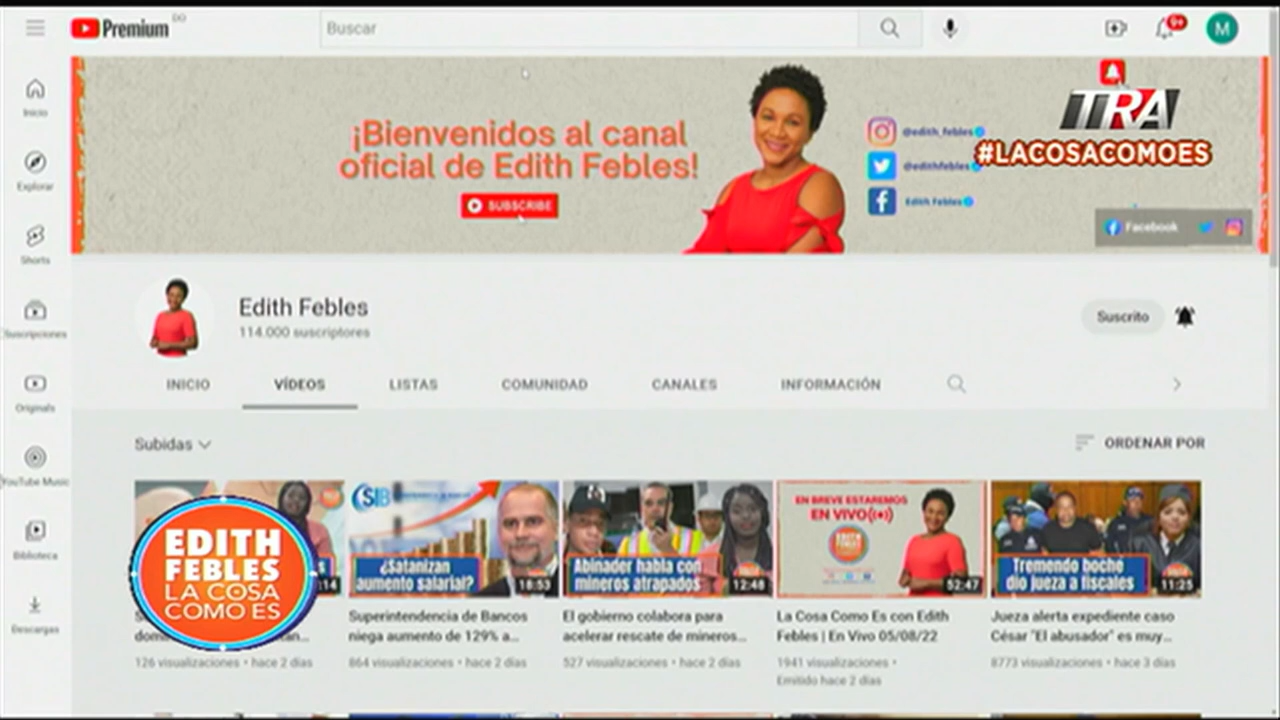 Premium
DO
Buscar
9+
M
Inicio
Explorar
Shorts
Suscripciones
Originals
YouTube Music
Biblioteca
Descargas
¡Bienvenidos al canal
oficial de Edith Febles!
SUBSCRIBE
@edith_febles
@edithfebles
Edith Febles
TRA
#LACOSACOMOES
Facebook
Edith Febles
114.000 suscriptores
Suscrito
INICIO
VÍDEOS
LISTAS
COMUNIDAD
CANALES
INFORMACIÓN
Subidas
ORDENAR POR
EDITH
FEBLES
LA COSA
COMO ES
:14
126 visualizaciones • hace 2 días
SIB
¿Satanizan
aumento salarial?
18:53
Superintendencia de Bancos
niega aumento de 129% a...
864 visualizaciones • hace 2 días
Abinader habla con
mineros atrapados
12:48
El gobierno colabora para
acelerar rescate de mineros...
527 visualizaciones • hace 2 días
EN BREVE ESTAREMOS
EN VIVO
EDITH
FEBLES
52:47
La Cosa Como Es con Edith
Febles | En Vivo 05/08/22
1941 visualizaciones •
Emitido hace 2 días
Tremendo boche
dio jueza a fiscales
11:25
Jueza alerta expediente caso
César "El abusador" es muy...
8773 visualizaciones • hace 3 días